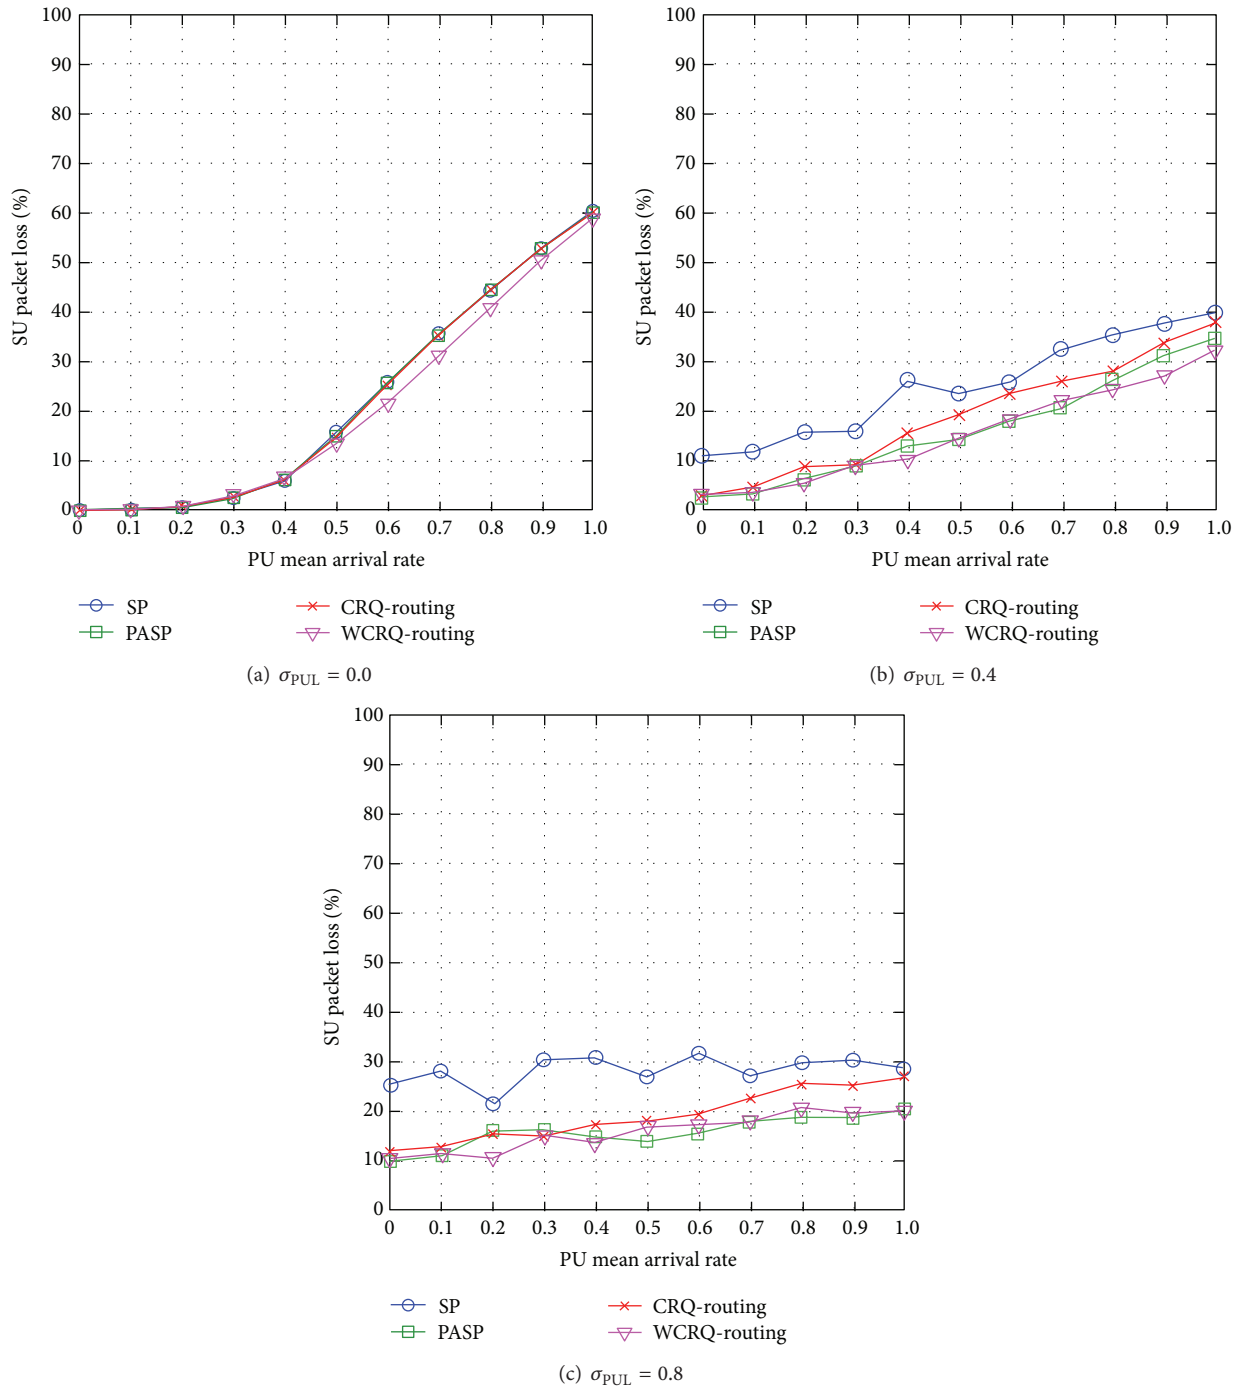 100
90
80
70
60
50
40
30
20
10
0
SU packet loss (%)
0 0.1 0.2 0.3 0.4 0.5 0.6 0.7 0.8 0.9 1.0
PU mean arrival rate
SP CRQ-routing
PASP WCRQ-routing
(a) σPUL = 0.0
100
90
80
70
60
50
40
30
20
10
0
SU packet loss (%)
0 0.1 0.2 0.3 0.4 0.5 0.6 0.7 0.8 0.9 1.0
PU mean arrival rate
SP CRQ-routing
PASP WCRQ-routing
(b) σPUL = 0.4
100
90
80
70
60
50
40
30
20
10
0
SU packet loss (%)
0 0.1 0.2 0.3 0.4 0.5 0.6 0.7 0.8 0.9 1.0
PU mean arrival rate
SP CRQ-routing
PASP WCRQ-routing
(c) σPUL = 0.8